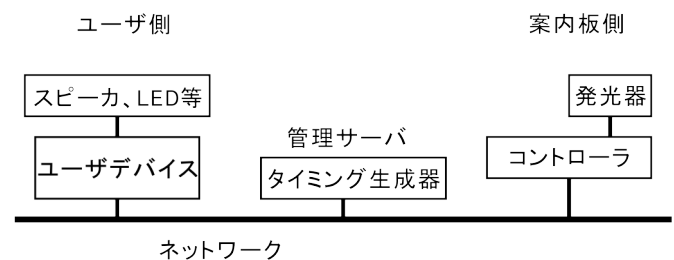 ユーザ側
案内板側
スピーカ、LED等
発光器
ユーザデバイス
管理サーバ
タイミング生成器
コントローラ
ネットワーク